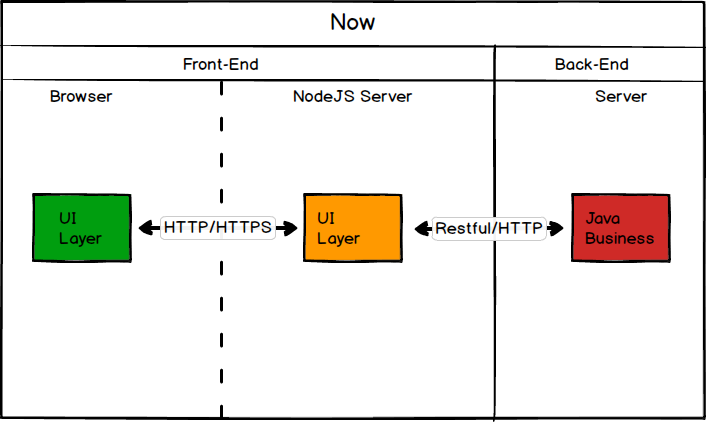 Now
Front-End
Back-End
Browser
NodeJS Server
Server
UI
Layer
HTTP/HTTPS
UI
Layer
Restful/HTTP
Java
Business